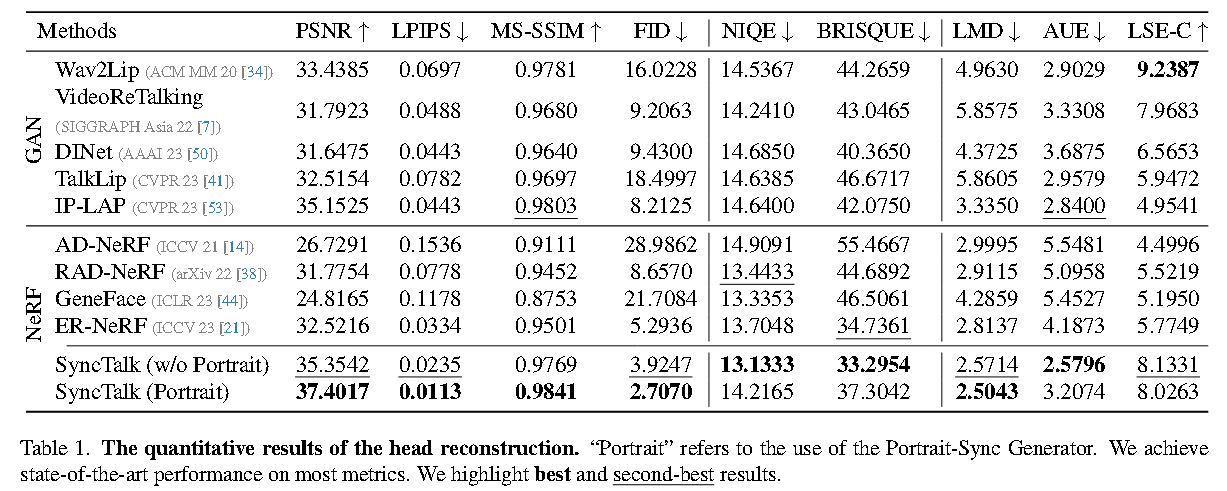 Methods PSNR ↑ LPIPS ↓ MS-SSIM ↑ FID ↓ NIQE ↓ BRISQUE ↓ LMD ↓ AUE ↓ LSE-C ↑
GAN
Wav2Lip (ACM MM 20 [34]) 33.4385 0.0697 0.9781 16.0228 14.5367 44.2659 4.9630 2.9029 9.2387
VideoReTalking
(SIGGRAPH Asia 22 [7]) 31.7923 0.0488 0.9680 9.2063 14.2410 43.0465 5.8575 3.3308 7.9683
DINet (AAAI 23 [50]) 31.6475 0.0443 0.9640 9.4300 14.6850 40.3650 4.3725 3.6875 6.5653
TalkLip (CVPR 23 [41]) 32.5154 0.0782 0.9697 18.4997 14.6385 46.6717 5.8605 2.9579 5.9472
IP-LAP (CVPR 23 [53]) 35.1525 0.0443 0.9803 8.2125 14.6400 42.0750 3.3350 2.8400 4.9541
NeRF
AD-NeRF (ICCV 21 [14]) 26.7291 0.1536 0.9111 28.9862 14.9091 55.4667 2.9995 5.5481 4.4996
RAD-NeRF (arXiv 22 [38]) 31.7754 0.0778 0.9452 8.6570 13.4433 44.6892 2.9115 5.0958 5.5219
GeneFace (ICLR 23 [44]) 24.8165 0.1178 0.8753 21.7084 13.3353 46.5061 4.2859 5.4527 5.1950
ER-NeRF (ICCV 23 [21]) 32.5216 0.0334 0.9501 5.2936 13.7048 34.7361 2.8137 4.1873 5.7749
SyncTalk (w/o Portrait) 35.3542 0.0235 0.9769 3.9247 13.1333 33.2954 2.5714 2.5796 8.1331
SyncTalk (Portrait) 37.4017 0.0113 0.9841 2.7070 14.2165 37.3042 2.5043 3.2074 8.0263
Table 1. The quantitative results of the head reconstruction. “Portrait” refers to the use of the Portrait-Sync Generator. We achieve
state-of-the-art performance on most metrics. We highlight best and second-best results.